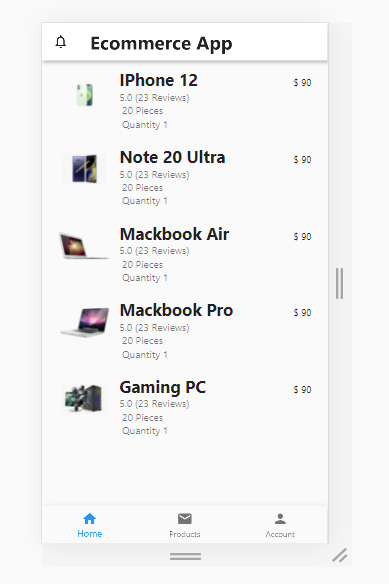 Ecommerce App
IPhone 12
$ 90
5.0 (23 Reviews)
20 Pieces
Quantity 1
Note 20 Ultra
$ 90
5.0 (23 Reviews)
20 Pieces
Quantity 1
Mackbook Air
$ 90
5.0 (23 Reviews)
20 Pieces
Quantity 1
Mackbook Pro
$ 90
5.0 (23 Reviews)
20 Pieces
Quantity 1
Gaming PC
$ 90
5.0 (23 Reviews)
20 Pieces
Quantity 1
Home
Products
Account